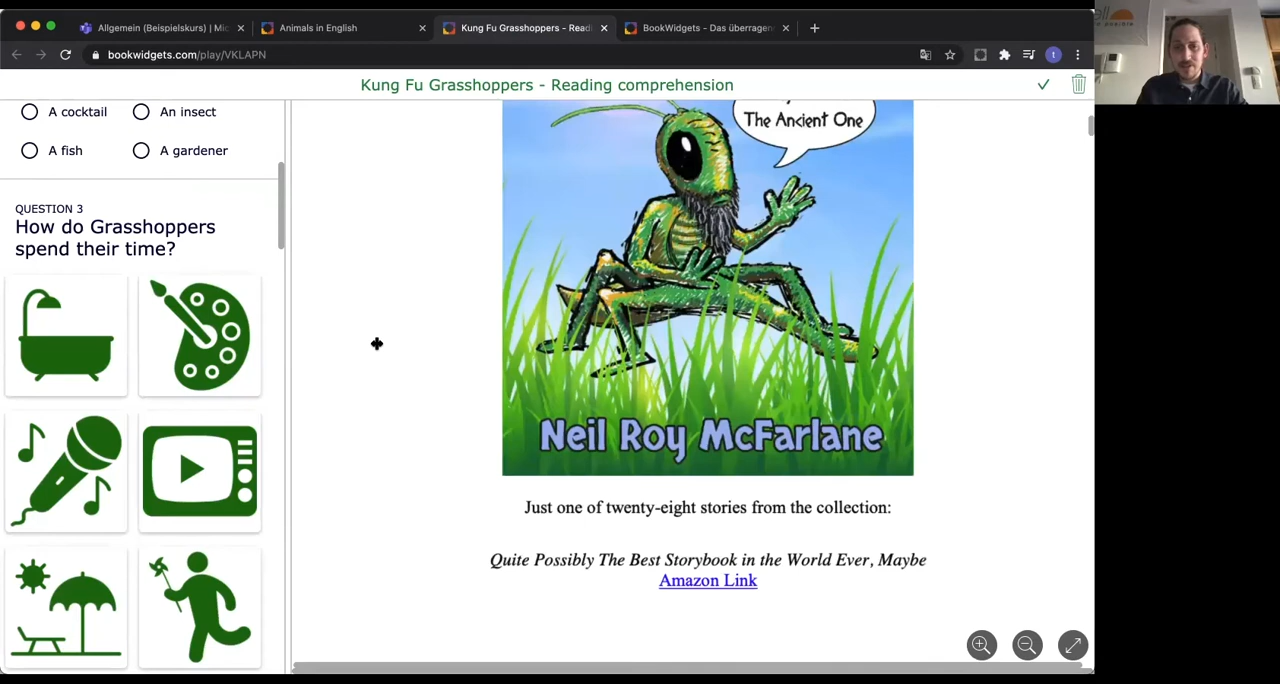 Allgemein (Beispielskurs) | Mic
Animals in English
Kung Fu Grasshoppers - Readi
BookWidgets - Das überragen
bookwidgets.com/play/VKLAPN
t
Kung Fu Grasshoppers - Reading comprehension
A cocktail
An insect
A fish
A gardener
QUESTION 3
How do Grasshoppers
spend their time?
The Ancient One
Neil Roy McFarlane
Just one of twenty-eight stories from the collection:
Quite Possibly The Best Storybook in the World Ever, Maybe
Amazon Link